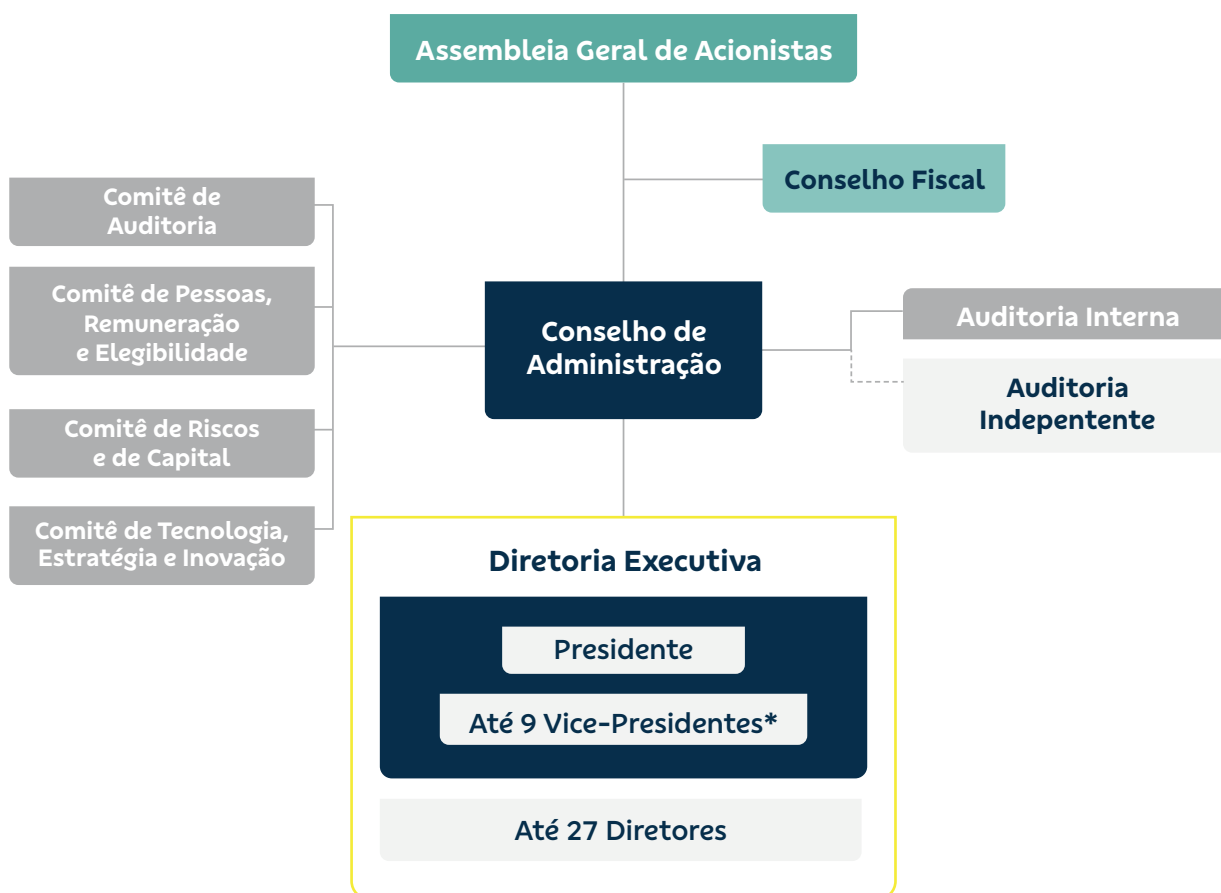 Assembleia Geral de Acionistas
Conselho Fiscal
Comitê de
Auditoria
Comitê de Pessoas,
Remuneração
e Elegibilidade
Comitê de Riscos
e de Capital
Comitê de Tecnologia,
Estratégia e Inovação
Conselho de
Administração
Auditoria Interna
Auditoria
Indepentente
Diretoria Executiva
Presidente
Até 9 Vice-Presidentes*
Até 27 Diretores